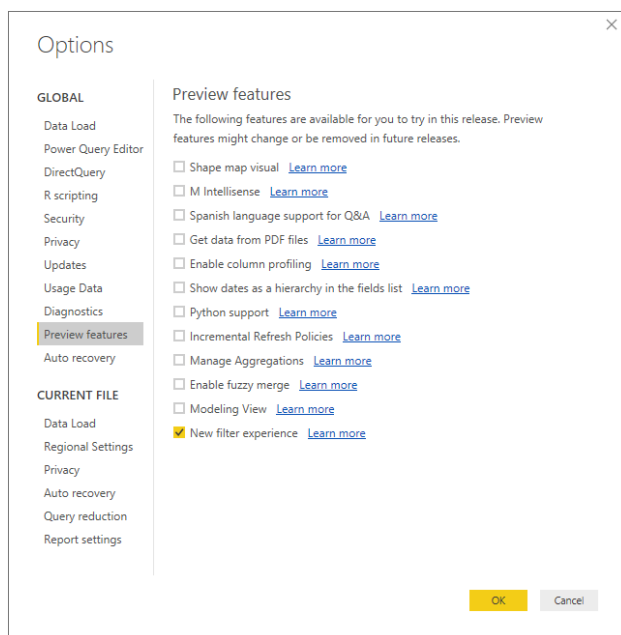 Options
GLOBAL
Data Load
Power Query Editor
DirectQuery
R scripting
Security
Privacy
Updates
Usage Data
Diagnostics
Preview features
Auto recovery
CURRENT FILE
Data Load
Regional Settings
Privacy
Auto recovery
Query reduction
Report settings
Preview features
The following features are available for you to try in this release. Preview
features might change or be removed in future releases.
Shape map visual Learn more
M Intellisense Learn more
Spanish language support for Q&A Learn more
Get data from PDF files Learn more
Enable column profiling Learn more
Show dates as a hierarchy in the fields list Learn more
Python support Learn more
Incremental Refresh Policies Learn more
Manage Aggregations Learn more
Enable fuzzy merge Learn more
Modeling View Learn more
New filter experience Learn more
OK Cancel